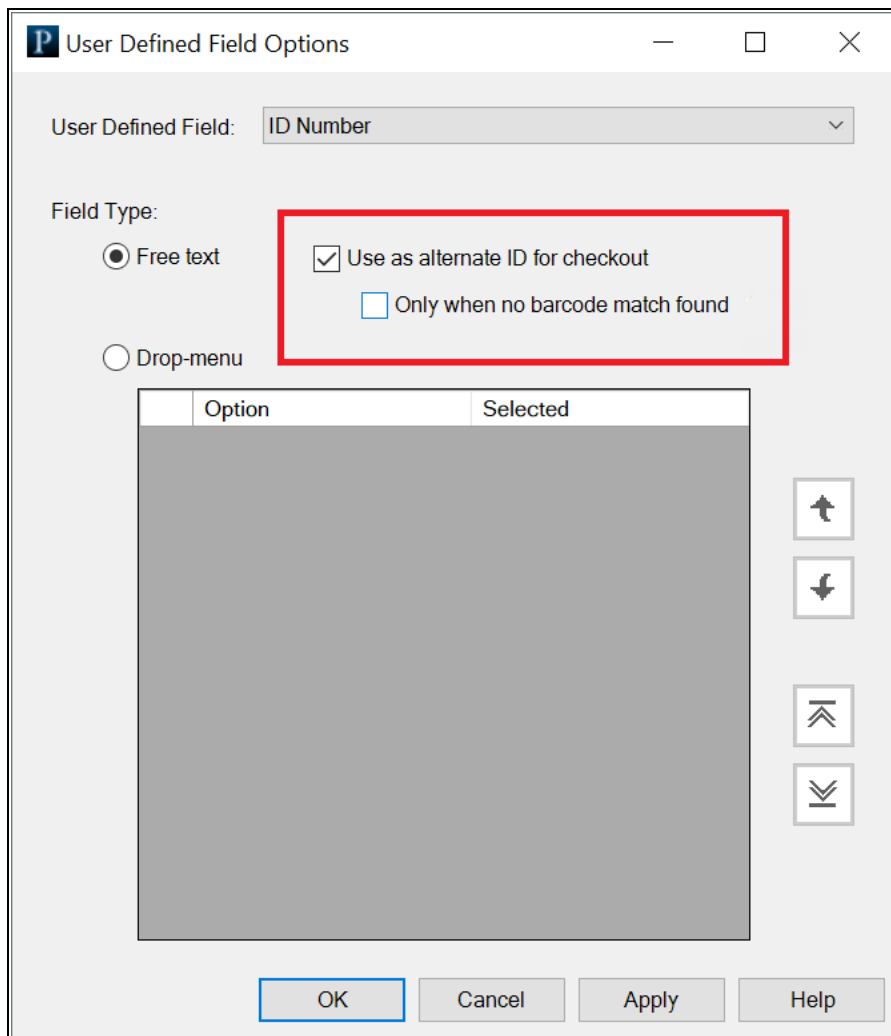 P User Defined Field Options
User Defined Field: ID Number
Field Type:
Free text
Use as alternate ID for checkout
Only when no barcode match found
Drop-menu
Option Selected
OK Cancel Apply Help